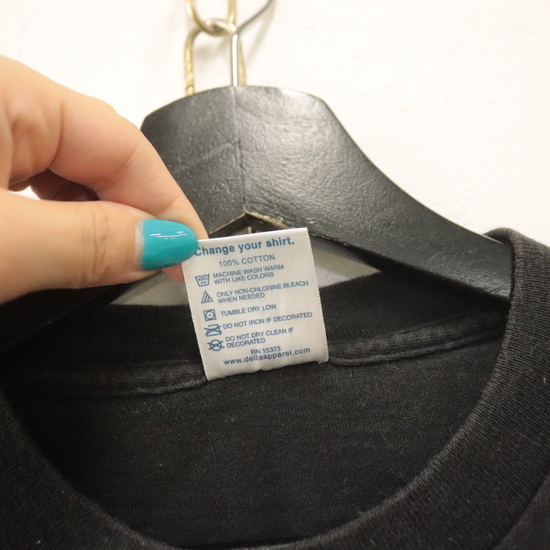 Change your shirt.
100% COTTON
MACHINE WASH WARM
WITH LIKE COLORS
ONLY NON-CHLORINE BLEACH
WHEN NEEDED
TUMBLE DRY LOW
DO NOT IRON IF DECORATED
DO NOT DRY CLEAN IF
DECORATED
RN 15373
www.deltaapparel.com